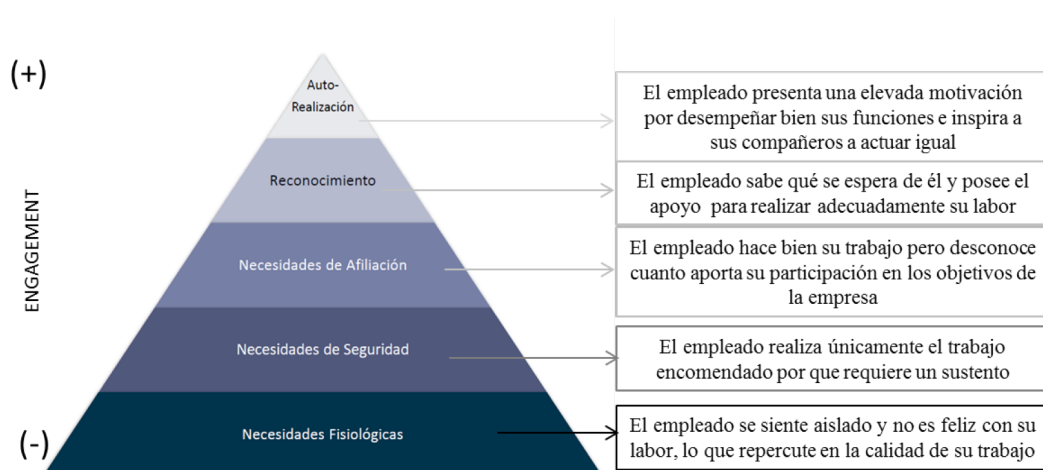 (+)
ENGAGEMENT
(-)
Auto-
Realización
Reconocimiento
Necesidades de Afiliación
Necesidades de Seguridad
Necesidades Fisiológicas
El empleado presenta una elevada motivación
por desempeñar bien sus funciones e inspira a
sus compañeros a actuar igual
El empleado sabe qué se espera de él y posee el
apoyo para realizar adecuadamente su labor
El empleado hace bien su trabajo pero desconoce
cuanto aporta su participación en los objetivos de
la empresa
El empleado realiza únicamente el trabajo
encomendado por que requiere un sustento
El empleado se siente aislado y no es feliz con su
labor, lo que repercute en la calidad de su trabajo